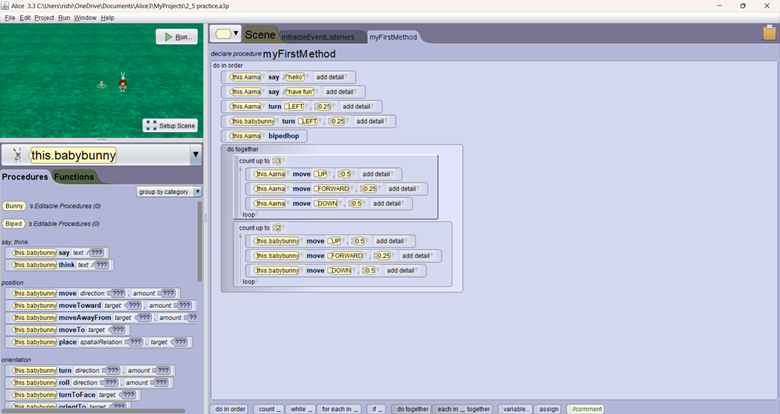 Alice 3.3 C:\Users\rishi\OneDrive\Documents\Alice3\MyProjects\2_5 practice.a3p
File Edit Project Run Window Help
Run...
Setup Scene
this.babybunny
Procedures Functions
group by category
Bunny 's Editable Procedures (0)
Biped 's Editable Procedures (0)
say, think
this.babybunny say text: ???
this.babybunny think text: ???
position
this.babybunny move direction: ??? , amount: ???
this.babybunny moveToward target: ??? , amount: ???
this.babybunny moveAwayFrom target: ??? , amount: ??
this.babybunny moveTo target: ???
this.babybunny place spatialRelation: ??? , target: ???
orientation
this.babybunny turn direction: ??? , amount: ???
this.babybunny roll direction: ??? , amount: ???
this.babybunny turnToFace target: ???
this.babybunny orientTo target: ???
Scene initializeEventListeners myFirstMethod
declare procedure myFirstMethod
do in order
this.Aarna say "hello" add detail
this.Aarna say "have fun" add detail
this.Aarna turn LEFT , 0.25 add detail
this.babybunny turn LEFT , 0.25 add detail
this.Aarna bipedhop
do together
count up to 3
this.Aarna move UP , 0.5 add detail
this.Aarna move FORWARD , 0.25 add detail
this.Aarna move DOWN , 0.5 add detail
loop
count up to 2
this.babybunny move UP , 0.5 add detail
this.babybunny move FORWARD , 0.25 add detail
this.babybunny move DOWN , 0.5 add detail
loop
do in order count _ while _ for each in _ if _ do together each in _ together variable... assign //comment